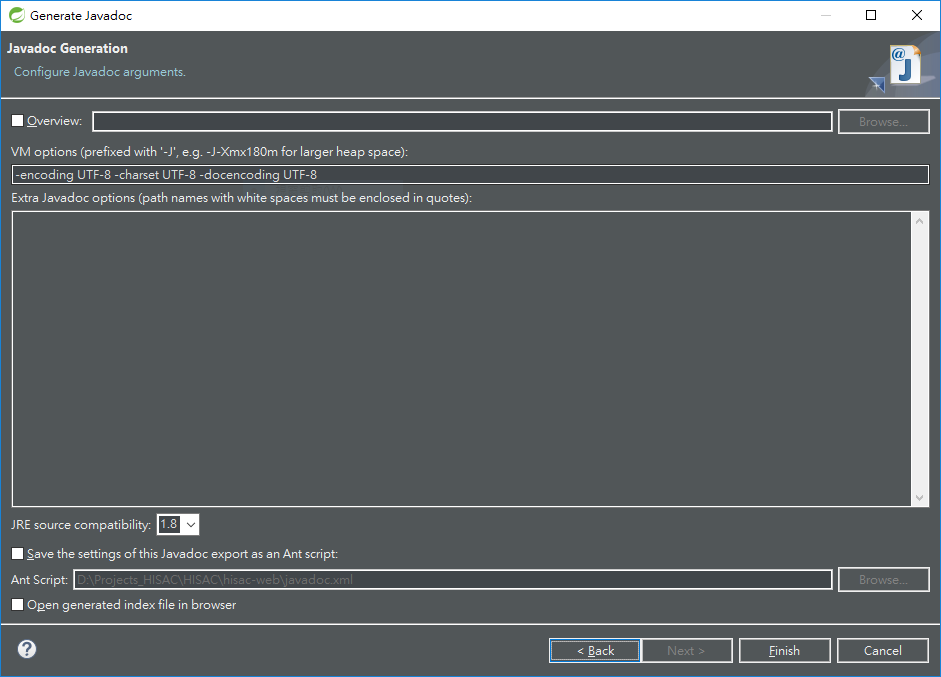 Generate Javadoc
Javadoc Generation
Configure Javadoc arguments.
@
J
Overview:
Browse...
VM options (prefixed with '-J', e.g. -J-Xmx180m for larger heap space):
-encoding UTF-8 -charset UTF-8 -docencoding UTF-8
Extra Javadoc options (path names with white spaces must be enclosed in quotes):
JRE source compatibility: 1.8
Save the settings of this Javadoc export as an Ant script:
Ant Script: D:\Projects_HISAC\HISAC\hisac-web\javadoc.xml Browse...
Open generated index file in browser
? < Back Next > Finish Cancel